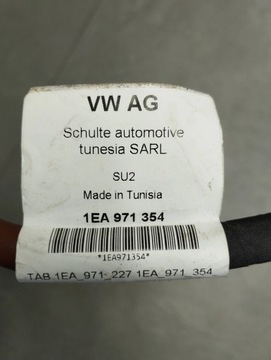 VW AG
Schulte automotive
tunesia SARL
SU2
Made in Tunisia
1EA 971 354
*1EA971354*
TAB 1EA_971_227 1EA_971_354